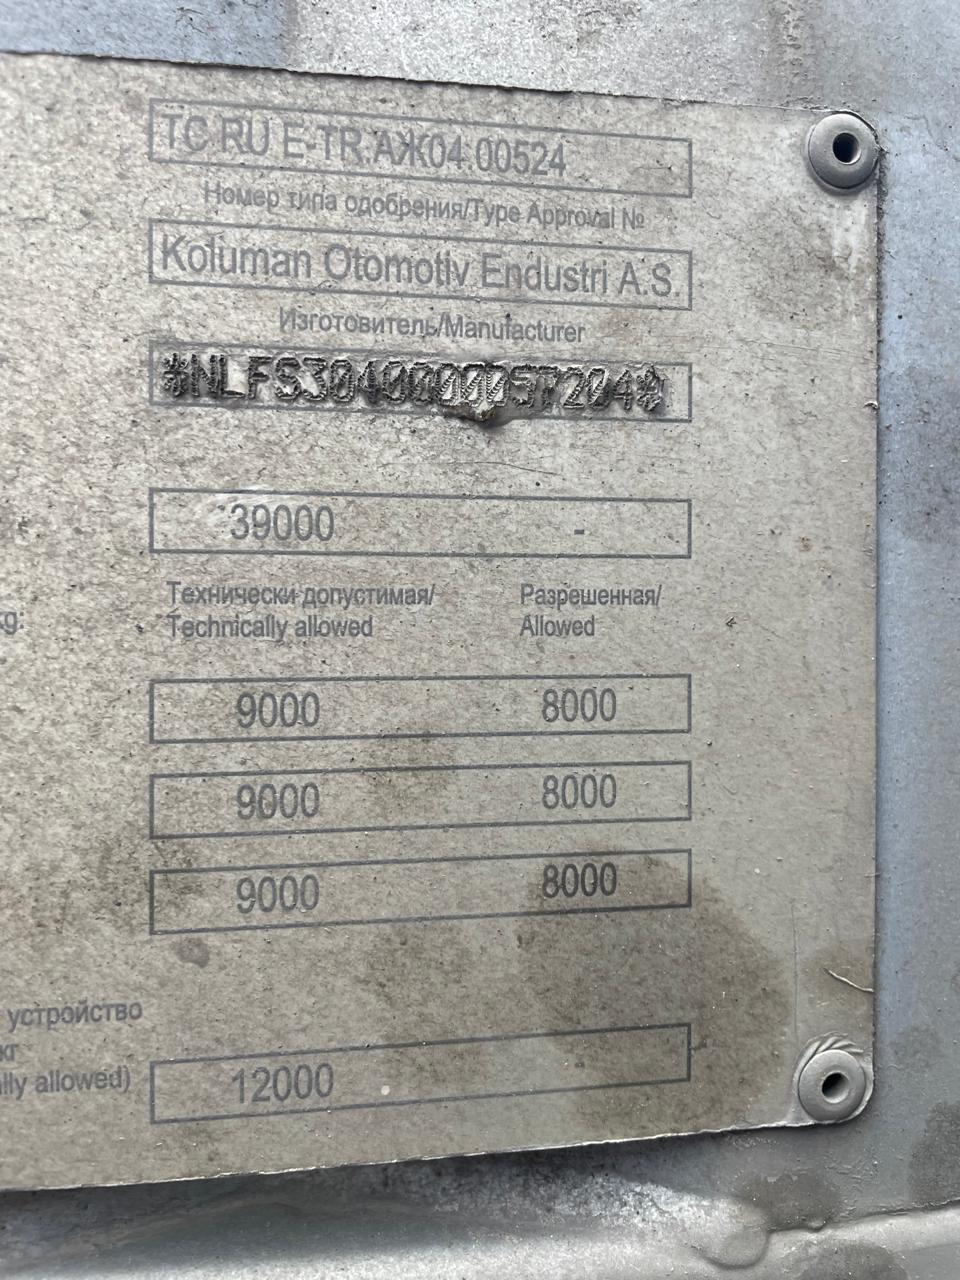 TC RU E-TR.АЖ04.00524
Номер типа одобрения/Type Approval №
Koluman Otomotiv Endustri A.S.
Изготовитель/Manufacturer
*NLFS3040000057204*
39000 -
kg: Технически допустимая/ Разрешенная/
Technically allowed Allowed
9000 8000
9000 8000
9000 8000
устройство
кг
lly allowed) 12000